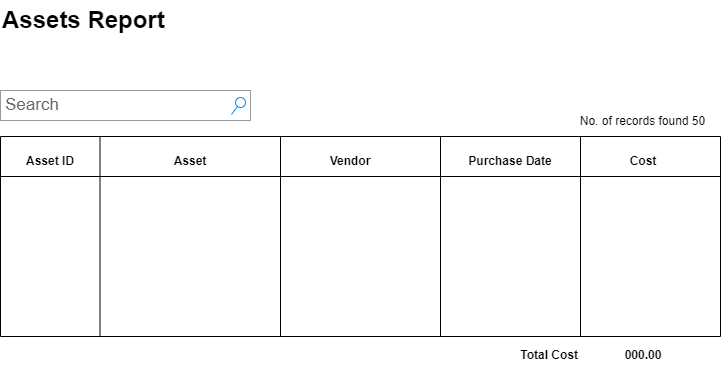 Assets Report
Search
No. of records found 50
Asset ID Asset Vendor Purchase Date Cost
Total Cost 000.00